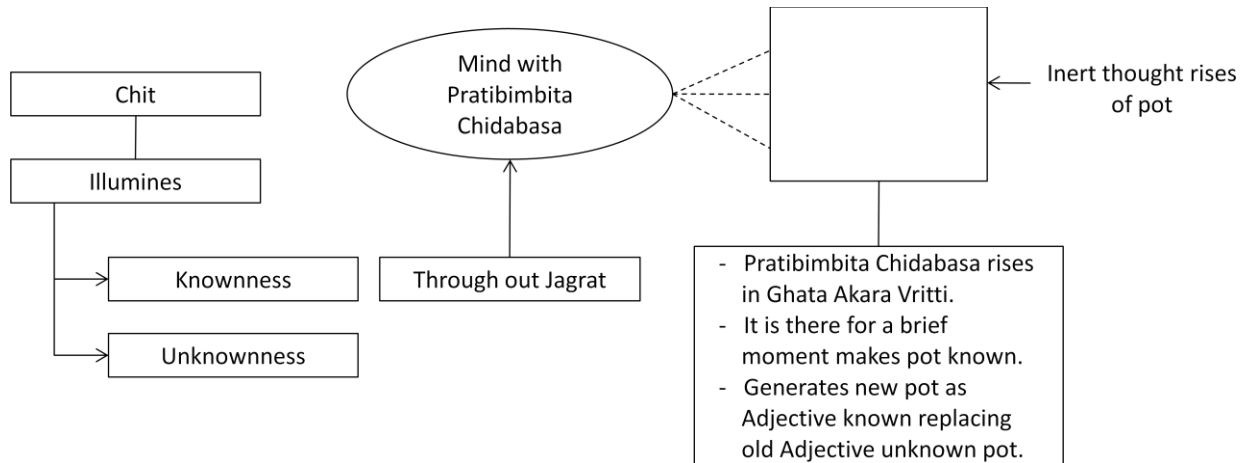 Chit
Illumines
Knownness
Unknownness
Mind with
Pratibimbita
Chidabasa
Through out Jagrat
Inert thought rises
of pot
- Pratibimbita Chidabasa rises
in Ghata Akara Vritti.
- It is there for a brief
moment makes pot known.
- Generates new pot as
Adjective known replacing
old Adjective unknown pot.